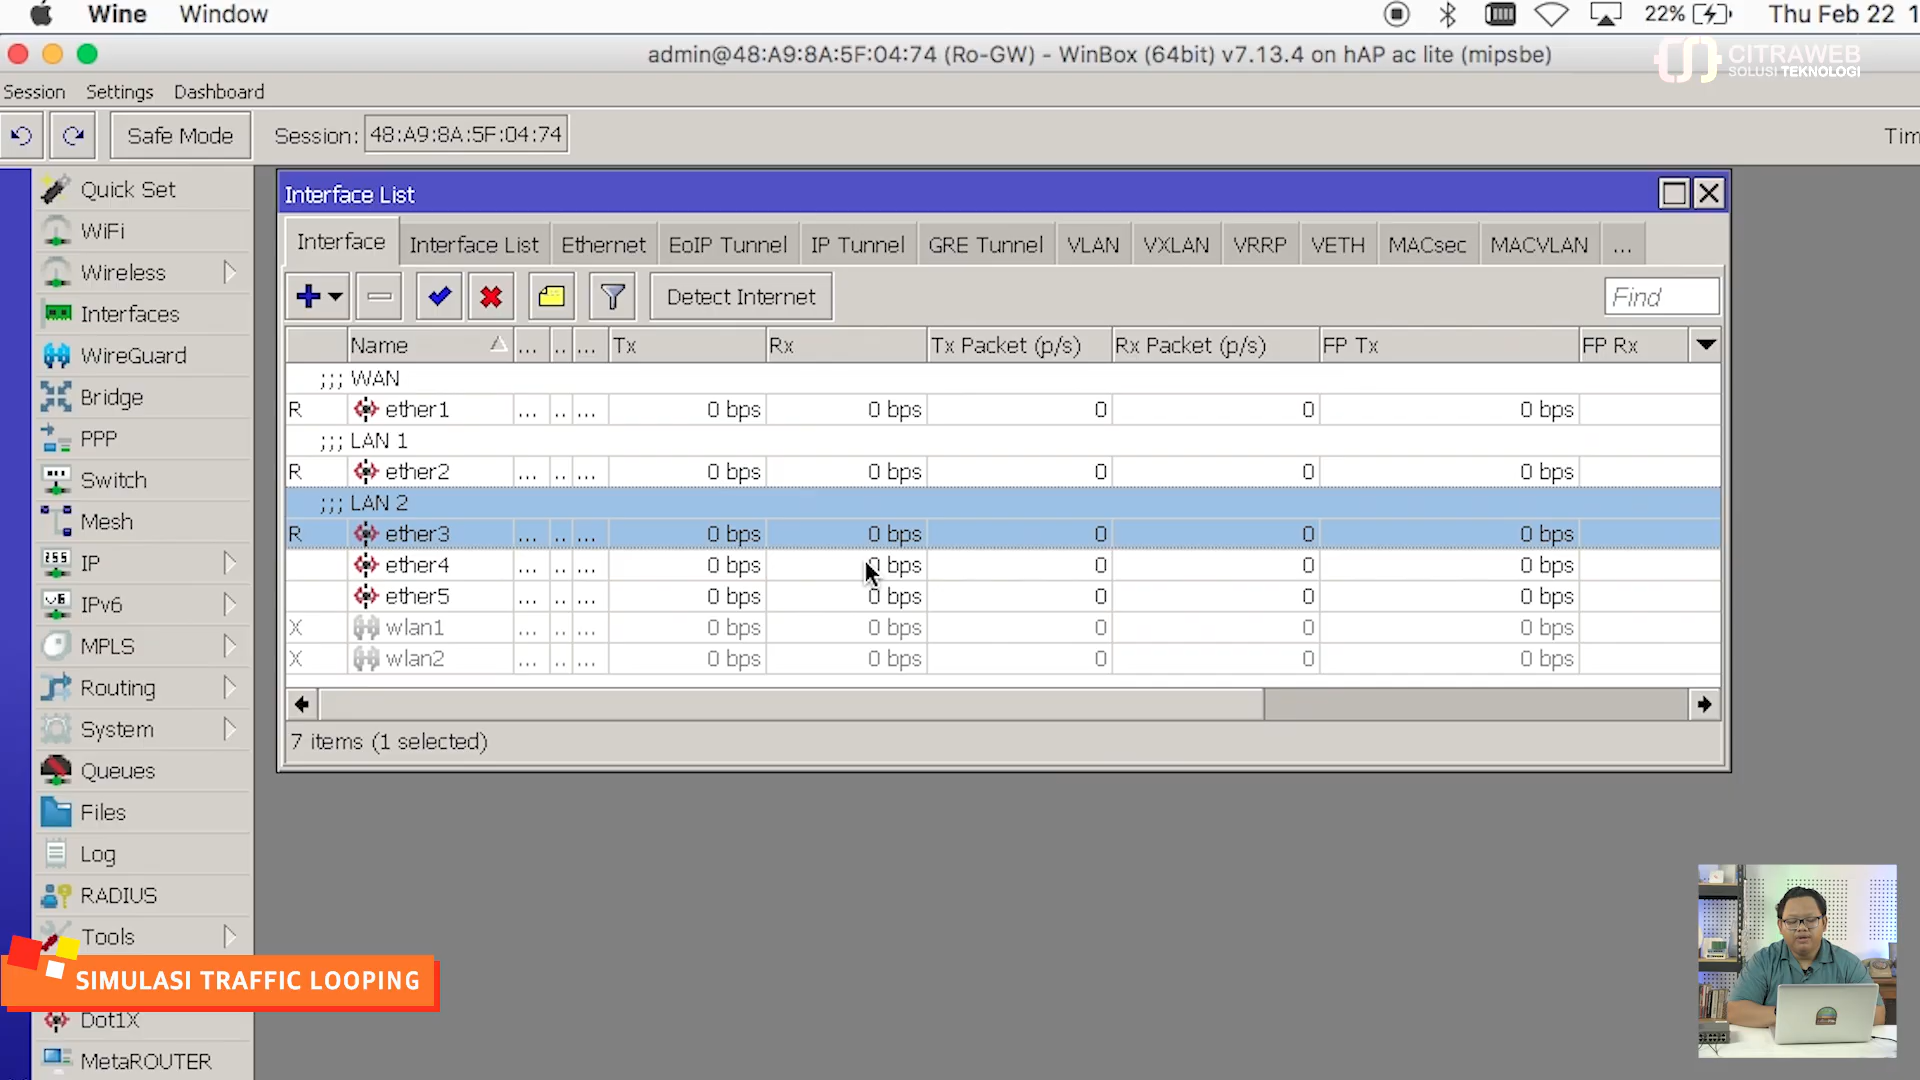 Wine Window 22% Thu Feb 22 1
admin@48:A9:8A:5F:04:74 (Ro-GW) - WinBox (64bit) v7.13.4 on hAP ac lite (mipsbe)
CITRAWEB
SOLUSI TEKNOLOGI
Session Settings Dashboard
Safe Mode Session: 48:A9:8A:5F:04:74 Tim
Quick Set
WiFi
Wireless
Interfaces
WireGuard
Bridge
PPP
Switch
Mesh
IP
IPv6
MPLS
Routing
System
Queues
Files
Log
RADIUS
Tools
Dot1X
MetaROUTER
Interface List
Interface Interface List Ethernet EoIP Tunnel IP Tunnel GRE Tunnel VLAN VXLAN VRRP VETH MACsec MACVLAN ...
Detect Internet Find
Name ... .. ... Tx Rx Tx Packet (p/s) Rx Packet (p/s) FP Tx FP Rx
;;; WAN
R ether1 ... .. ... 0 bps 0 bps 0 0 0 bps
;;; LAN 1
R ether2 ... .. ... 0 bps 0 bps 0 0 0 bps
;;; LAN 2
R ether3 ... .. ... 0 bps 0 bps 0 0 0 bps
ether4 ... .. ... 0 bps 0 bps 0 0 0 bps
ether5 ... .. ... 0 bps 0 bps 0 0 0 bps
X wlan1 ... .. ... 0 bps 0 bps 0 0 0 bps
X wlan2 ... .. ... 0 bps 0 bps 0 0 0 bps
7 items (1 selected)
SIMULASI TRAFFIC LOOPING